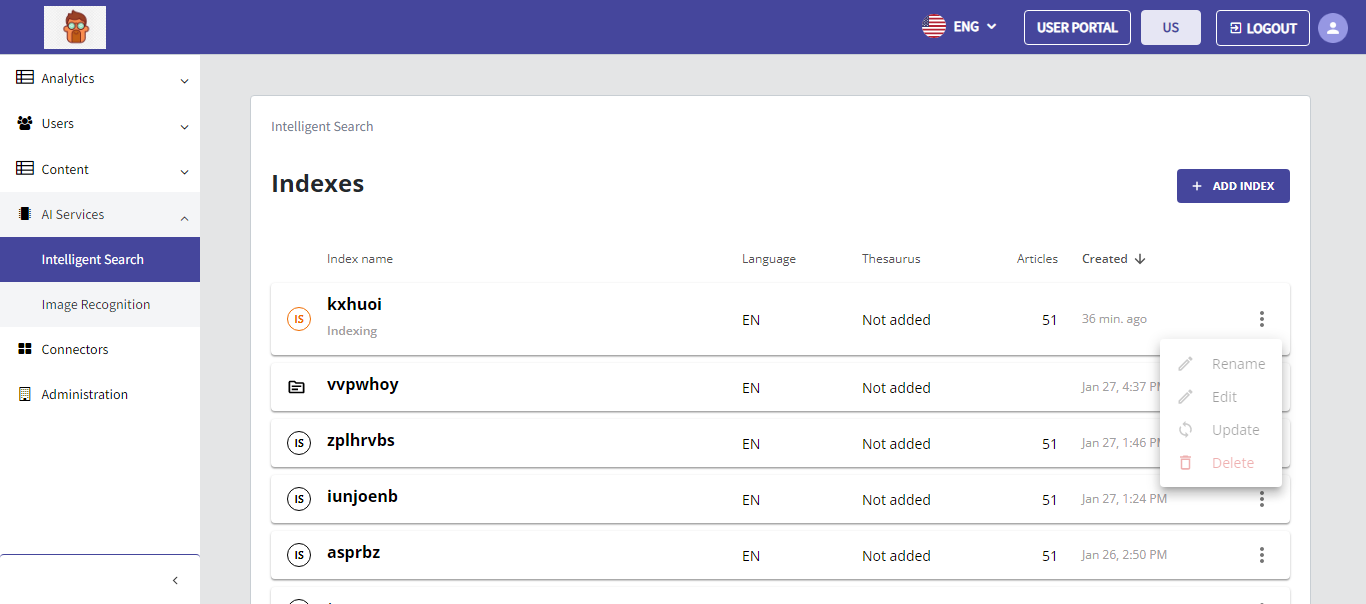 ENG
USER PORTAL
US
LOGOUT
Analytics
Users
Content
AI Services
Intelligent Search
Image Recognition
Connectors
Administration
Intelligent Search
Indexes
ADD INDEX
Index name Language Thesaurus Articles Created
IS kxhuoi EN Not added 51 36 min. ago
Indexing
vvpwhoy EN Not added Jan 27, 4:37 PM
IS zplhrvbs EN Not added 51 Jan 27, 1:46 PM
IS iunjoenb EN Not added 51 Jan 27, 1:24 PM
IS asprbz EN Not added 51 Jan 26, 2:50 PM
Rename
Edit
Update
Delete